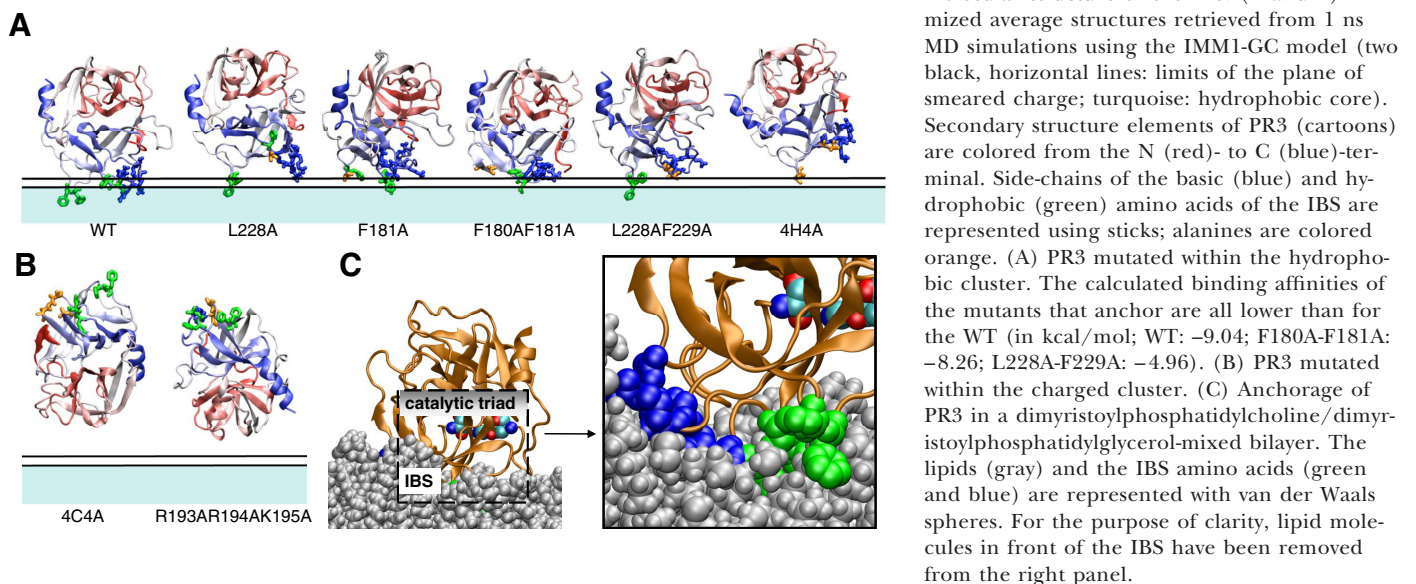 A
WT
L228A
F181A
F180AF181A
L228AF229A
4H4A
B
C
4C4A
R193AR194AK195A
catalytic triad
IBS
mized average structures retrieved from 1 ns
MD simulations using the IMM1-GC model (two
black, horizontal lines: limits of the plane of
smeared charge; turquoise: hydrophobic core).
Secondary structure elements of PR3 (cartoons)
are colored from the N (red)- to C (blue)-ter-
minal. Side-chains of the basic (blue) and hy-
drophobic (green) amino acids of the IBS are
represented using sticks; alanines are colored
orange. (A) PR3 mutated within the hydropho-
bic cluster. The calculated binding affinities of
the mutants that anchor are all lower than for
the WT (in kcal/mol; WT: –9.04; F180A-F181A:
–8.26; L228A-F229A: –4.96). (B) PR3 mutated
within the charged cluster. (C) Anchorage of
PR3 in a dimyristoylphosphatidylcholine/dimyr-
istoylphosphatidylglycerol-mixed bilayer. The
lipids (gray) and the IBS amino acids (green
and blue) are represented with van der Waals
spheres. For the purpose of clarity, lipid mole-
cules in front of the IBS have been removed
from the right panel.